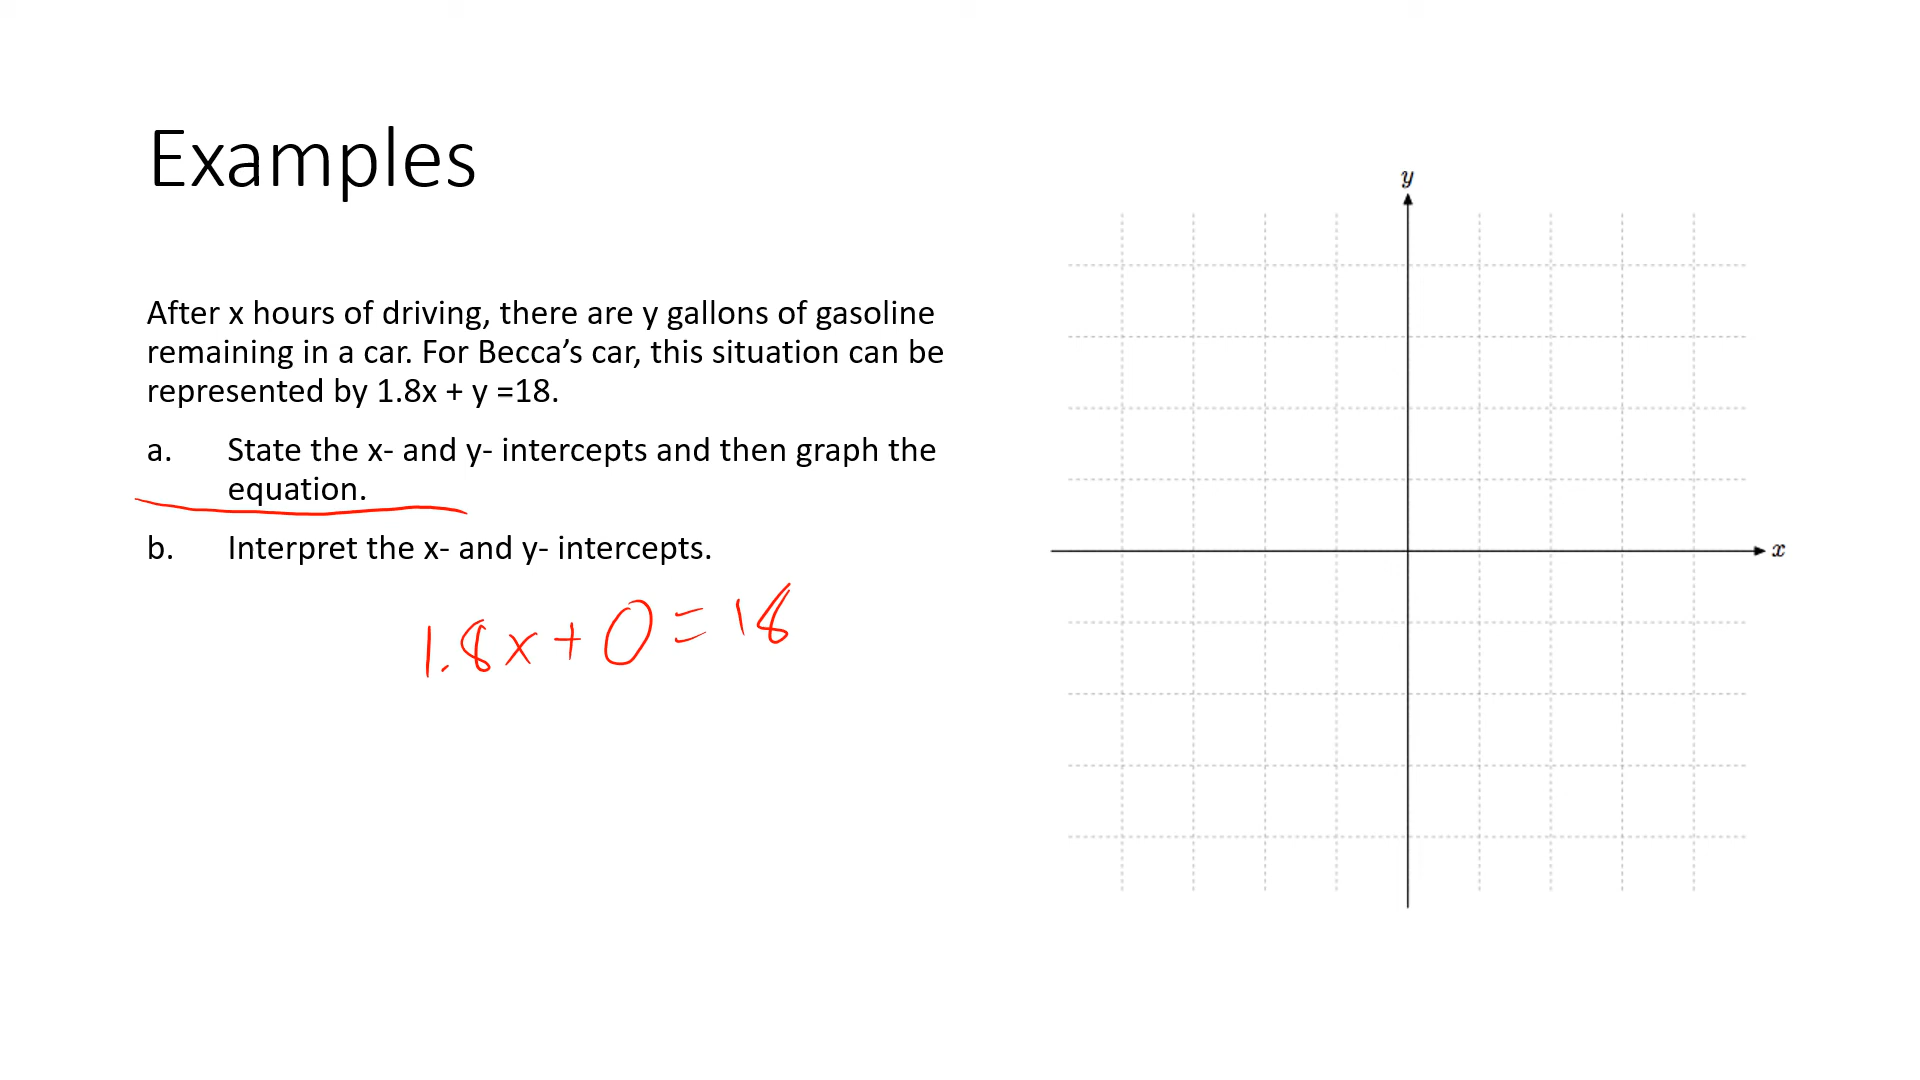 Examples
After x hours of driving, there are y gallons of gasoline
remaining in a car. For Becca’s car, this situation can be
represented by 1.8x + y =18.
a. State the x- and y- intercepts and then graph the
equation.
b. Interpret the x- and y- intercepts.
1.8x + 0 = 18
y
x